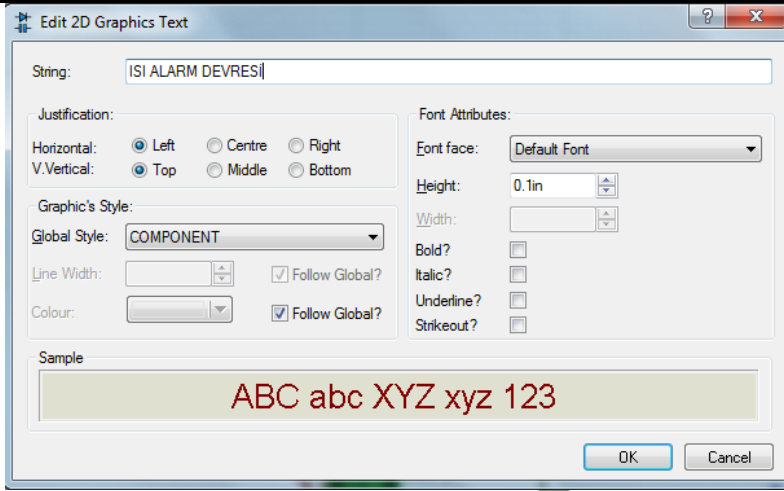 Edit 2D Graphics Text
String: ISI ALARM DEVRESİ
Justification:
Horizontal: Left Centre Right
V.Vertical: Top Middle Bottom
Graphic's Style:
Global Style: COMPONENT
Line Width: Follow Global?
Colour: Follow Global?
Font Attributes:
Font face: Default Font
Height: 0.1in
Width:
Bold?
Italic?
Underline?
Strikeout?
Sample
ABC abc XYZ xyz 123
OK Cancel